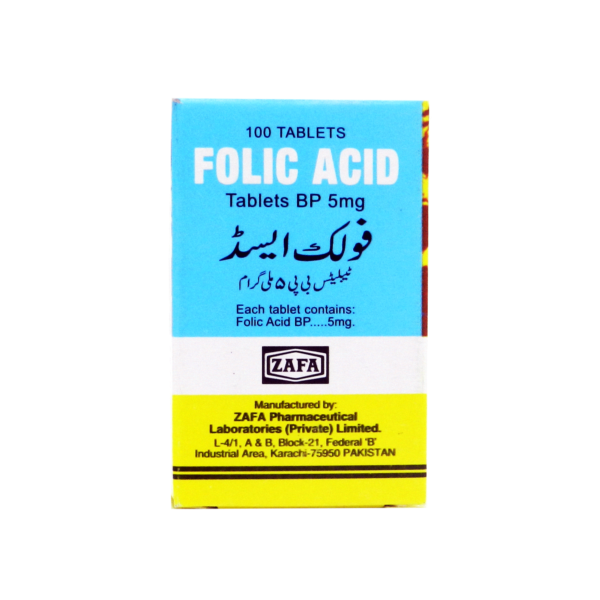 100 TABLETS
FOLIC ACID
Tablets BP 5mg
فولک ایسڈ
ٹیبلیٹس بی پی ۵ ملی گرام
Each tablet contains:
Folic Acid BP.....5mg.
ZAFA
Manufactured by:
ZAFA Pharmaceutical
Laboratories (Private) Limited.
L-4/1, A & B, Block-21, Federal 'B'
Industrial Area, Karachi-75950 PAKISTAN